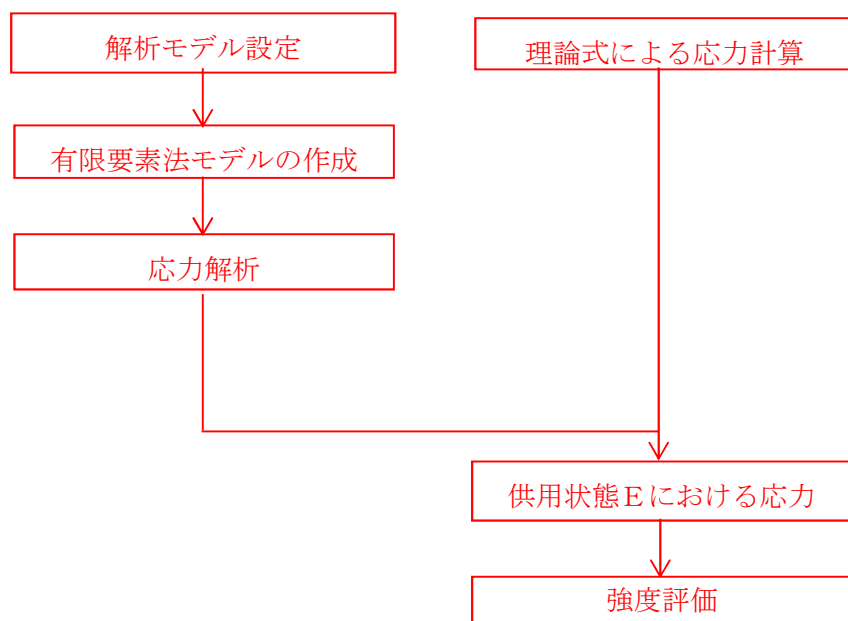 解析モデル設定
理論式による応力計算
有限要素法モデルの作成
応力解析
供用状態Ｅにおける応力
強度評価